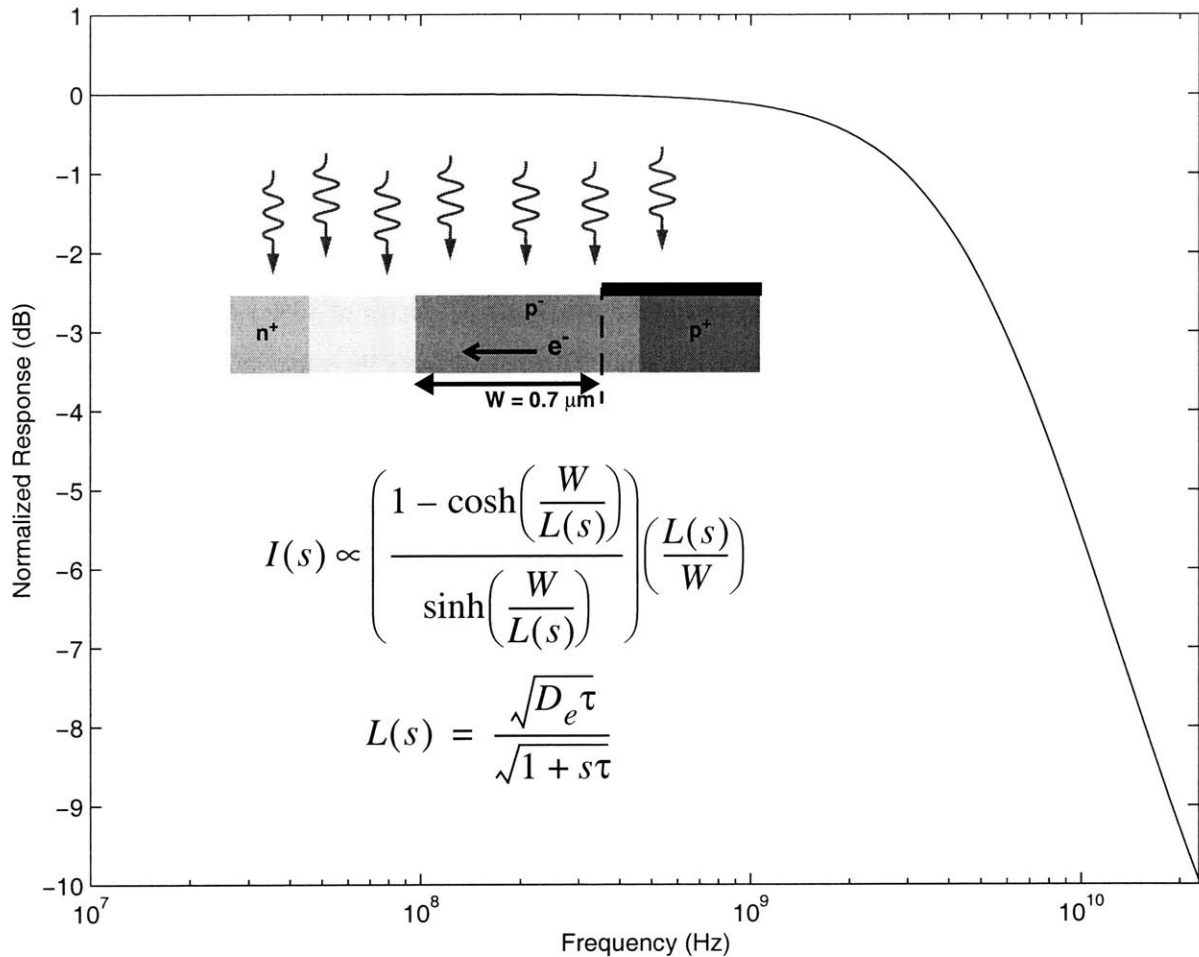 1
0
-1
-2
-3
-4
-5
-6
-7
-8
-9
-10
Normalized Response (dB)
n⁺
p⁻
e⁻
p⁺
W = 0.7 μm
I(s) ∝ ( (1 – cosh(W/L(s))) / sinh(W/L(s)) ) (L(s)/W)
L(s) = √(Dₑτ) / √(1 + sτ)
10⁷ 10⁸ 10⁹ 10¹⁰
Frequency (Hz)